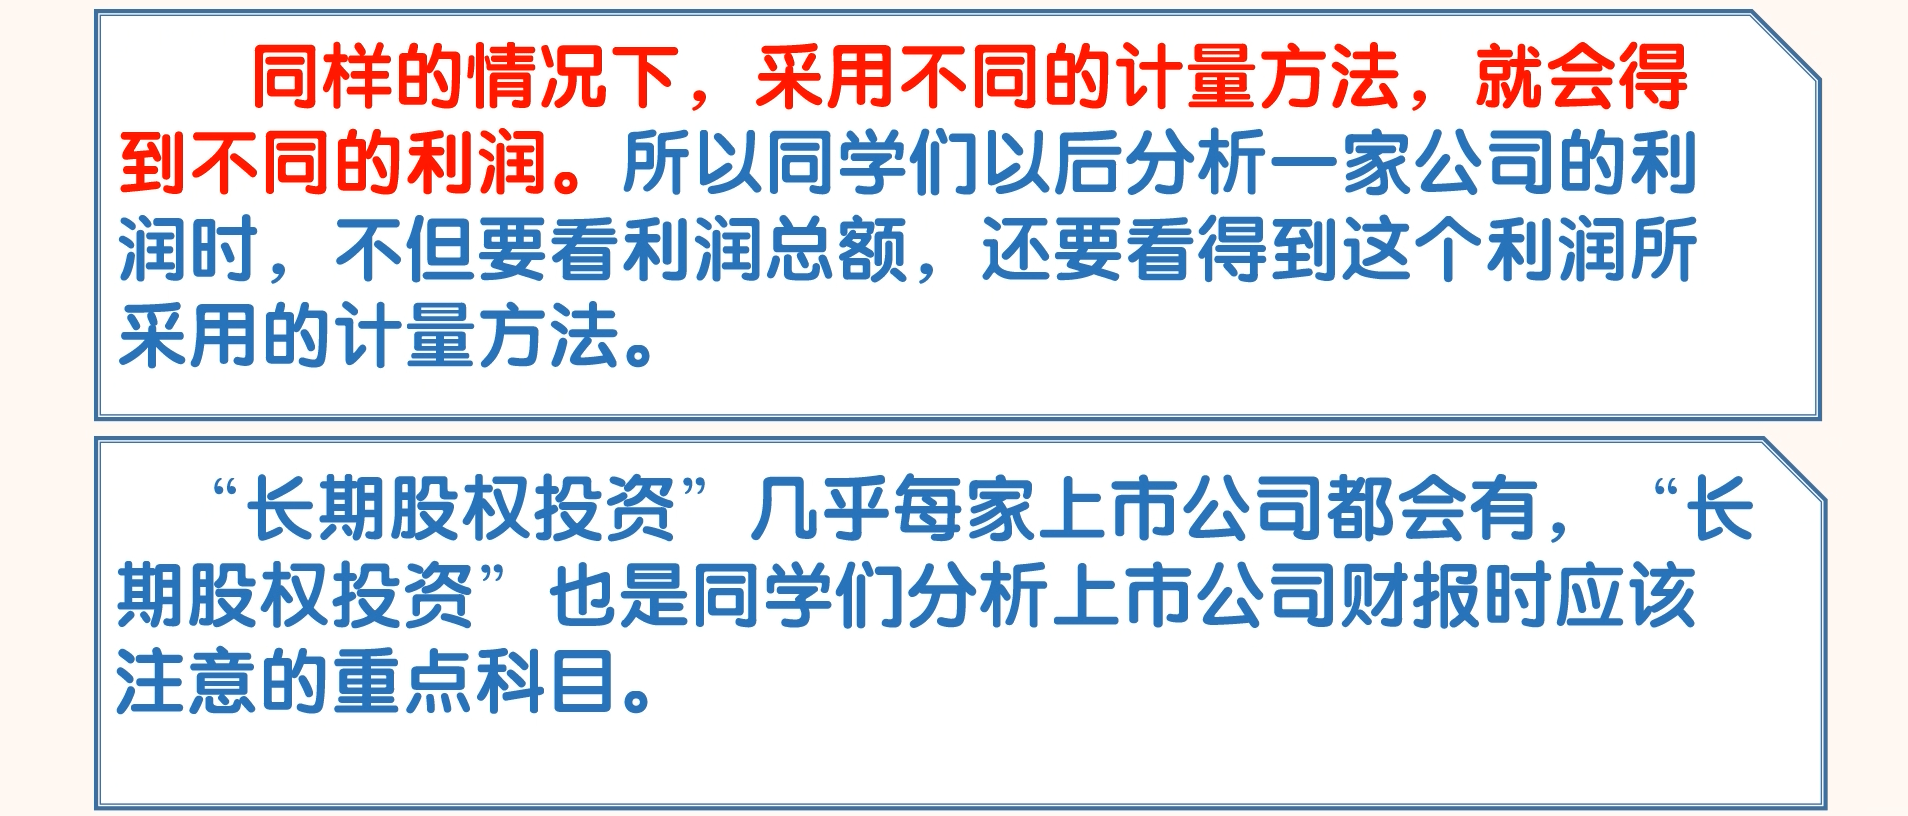 同样的情况下，采用不同的计量方法，就会得
到不同的利润。所以同学们以后分析一家公司的利
润时，不但要看利润总额，还要看得到这个利润所
采用的计量方法。
“长期股权投资”几乎每家上市公司都会有，“长
期股权投资”也是同学们分析上市公司财报时应该
注意的重点科目。